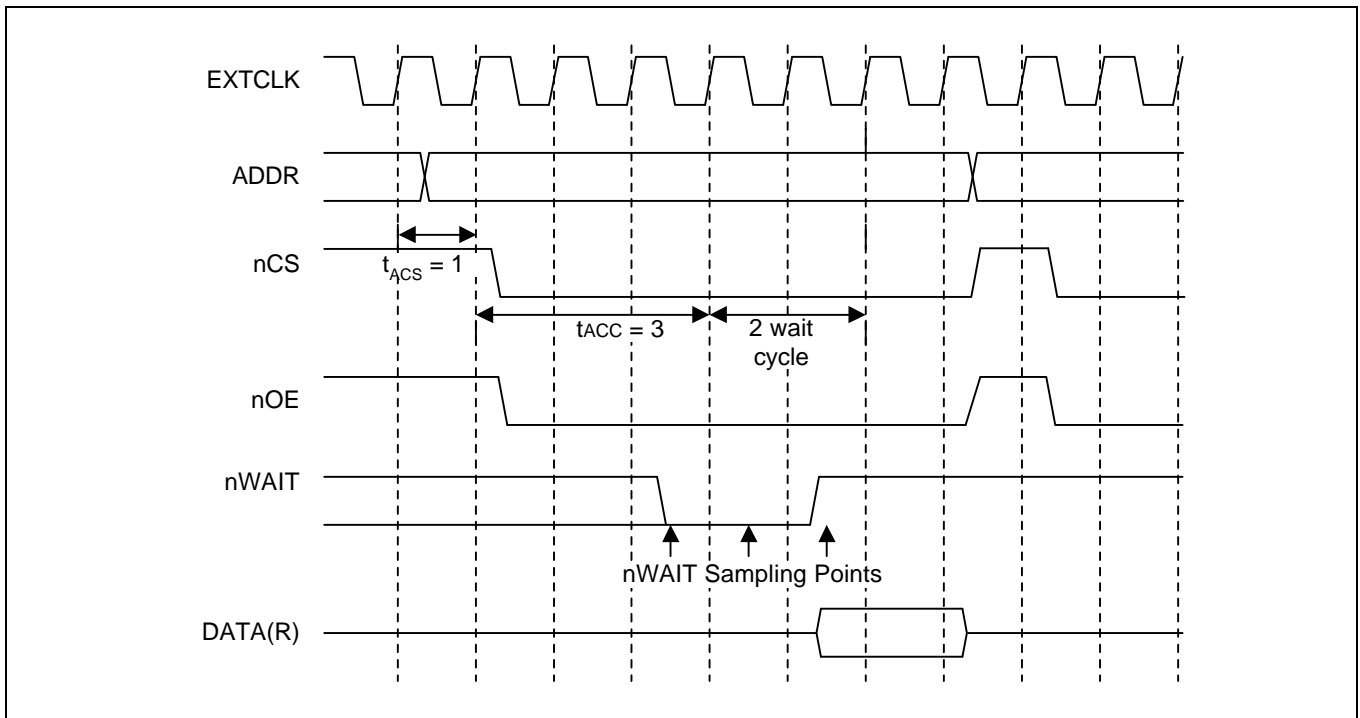 EXTCLK
ADDR
nCS
tACS = 1
tACC = 3
2 wait
cycle
nOE
nWAIT
nWAIT Sampling Points
DATA(R)